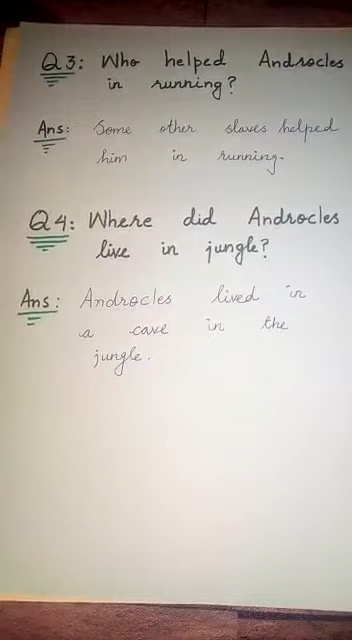 Q3: Who helped Androcles
in running?
Ans: Some other slaves helped
him in running.
Q4: Where did Androcles
live in jungle?
Ans: Androcles lived in
a cave in the
jungle.